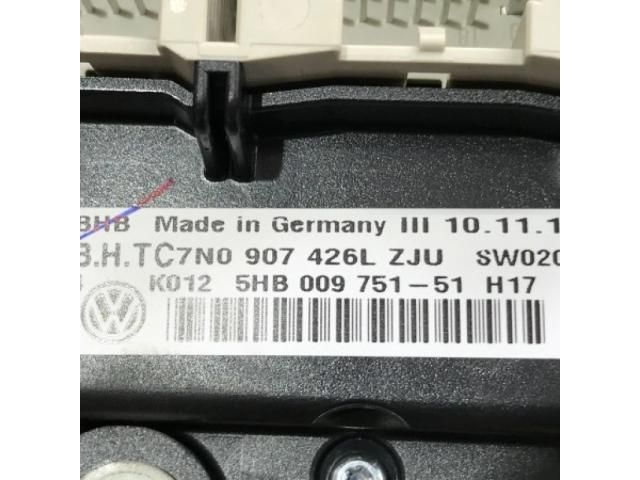 BHB Made in Germany III 10.11.1
B.H.TC 7N0 907 426L ZJU SW020
K012 5HB 009 751-51 H17